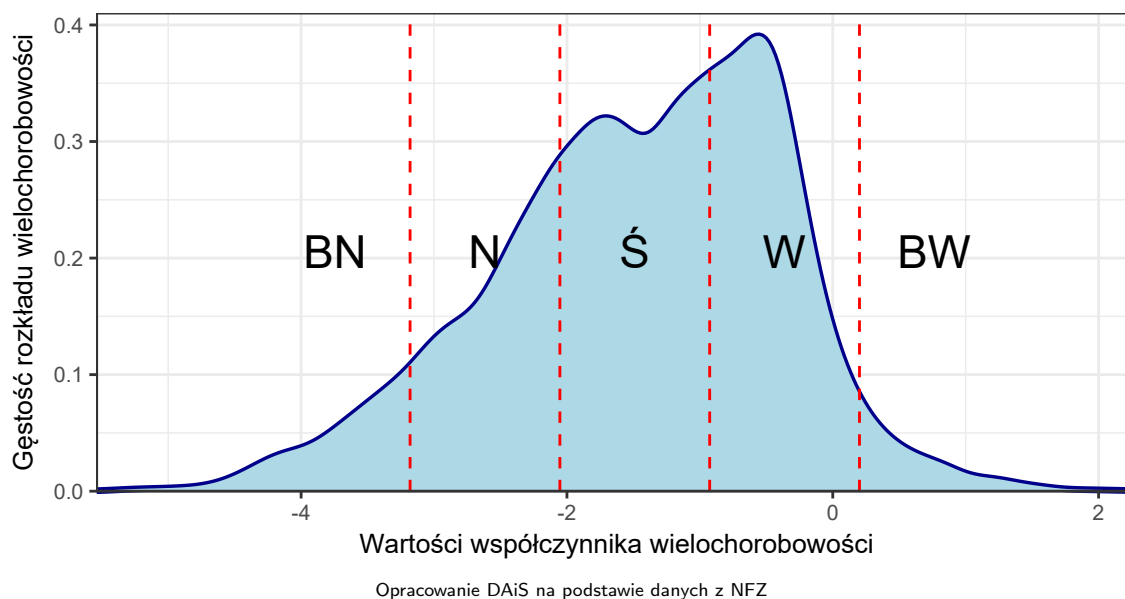 Gęstość rozkładu wielochorobowości
0.4
0.3
0.2
0.1
0.0
BN
N
Ś
W
BW
-4
-2
0
2
Wartości współczynnika wielochorobowości
Opracowanie DAiS na podstawie danych z NFZ